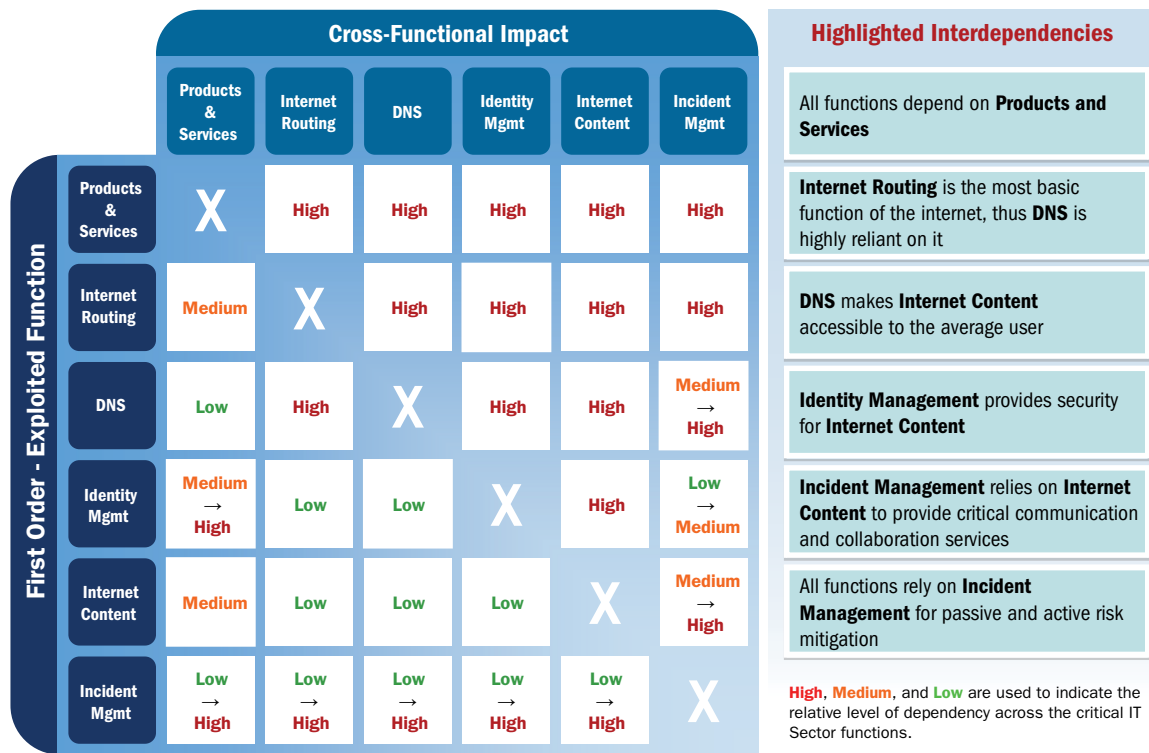 Cross-Functional Impact
Products
&
Services
Internet
Routing
DNS
Identity
Mgmt
Internet
Content
Incident
Mgmt
First Order - Exploited Function
Products
&
Services
X
High
High
High
High
High
Internet
Routing
Medium
X
High
High
High
High
DNS
Low
High
X
High
High
Medium
→
High
Identity
Mgmt
Medium
→
High
Low
Low
X
High
Low
→
Medium
Internet
Content
Medium
Low
Low
Low
X
Medium
→
High
Incident
Mgmt
Low
→
High
Low
→
High
Low
→
High
Low
→
High
Low
→
High
X
Highlighted Interdependencies
All functions depend on Products and
Services
Internet Routing is the most basic
function of the internet, thus DNS is
highly reliant on it
DNS makes Internet Content
accessible to the average user
Identity Management provides security
for Internet Content
Incident Management relies on Internet
Content to provide critical communication
and collaboration services
All functions rely on Incident
Management for passive and active risk
mitigation
High, Medium, and Low are used to indicate the
relative level of dependency across the critical IT
Sector functions.